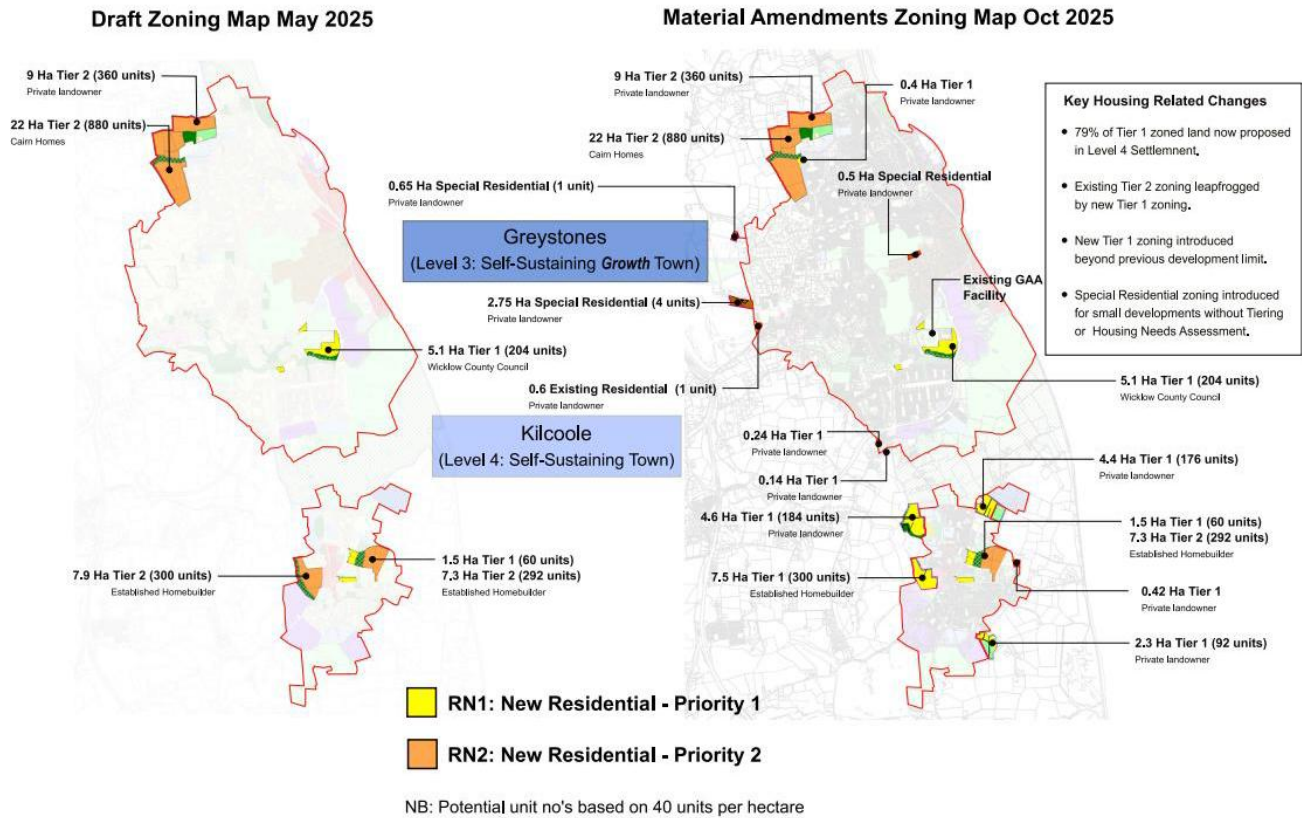 Draft Zoning Map May 2025
9 Ha Tier 2 (360 units)
Private landowner
22 Ha Tier 2 (880 units)
Cairn Homes
5.1 Ha Tier 1 (204 units)
Wicklow County Council
7.9 Ha Tier 2 (300 units)
Established Homebuilder
1.5 Ha Tier 1 (60 units)
7.3 Ha Tier 2 (292 units)
Established Homebuilder
Greystones
(Level 3: Self-Sustaining Growth Town)
Kilcoole
(Level 4: Self-Sustaining Town)
Material Amendments Zoning Map Oct 2025
9 Ha Tier 2 (360 units)
Private landowner
0.4 Ha Tier 1
Private landowner
22 Ha Tier 2 (880 units)
Cairn Homes
0.65 Ha Special Residential (1 unit)
Private landowner
0.5 Ha Special Residential
Private landowner
Existing GAA
Facility
2.75 Ha Special Residential (4 units)
Private landowner
5.1 Ha Tier 1 (204 units)
Wicklow County Council
0.6 Existing Residential (1 unit)
Private landowner
0.24 Ha Tier 1
Private landowner
0.14 Ha Tier 1
Private landowner
4.4 Ha Tier 1 (176 units)
Private landowner
4.6 Ha Tier 1 (184 units)
Private landowner
1.5 Ha Tier 1 (60 units)
7.3 Ha Tier 2 (292 units)
Established Homebuilder
7.5 Ha Tier 1 (300 units)
Established Homebuilder
0.42 Ha Tier 1
Private landowner
2.3 Ha Tier 1 (92 units)
Private landowner
Key Housing Related Changes
• 79% of Tier 1 zoned land now proposed
in Level 4 Settlemnent.
• Existing Tier 2 zoning leapfrogged
by new Tier 1 zoning.
• New Tier 1 zoning introduced
beyond previous development limit.
• Special Residential zoning introduced
for small developments without Tiering
or Housing Needs Assessment.
RN1: New Residential - Priority 1
RN2: New Residential - Priority 2
NB: Potential unit no's based on 40 units per hectare